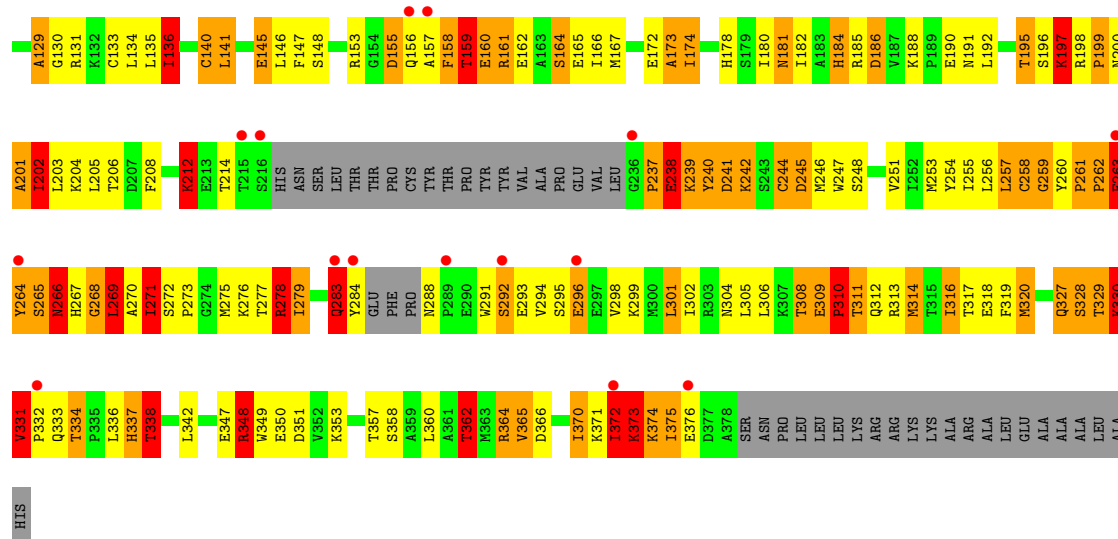 A129 G130 R131 K132 C133 L134 L135 I136 C140 L141 E145 L146 F147 S148 R153 G154 D155 Q156 A157 F158 T159 E160 R161 E162 A163 S164 E165 I166 M167 E172 A173 I174 H178 S179 I180 N181 I182 A183 H184 R185 D186 V187 K188 P189 E190 N191 L192 T195 S196 K197 R198 P199 N200
A201 I202 L203 K204 L205 T206 D207 F208 K212 E213 T214 T215 S216 HIS ASN SER LEU THR THR PRO CYS TYR THR PRO TYR TYR VAL ALA PRO GLU VAL LEU G236 P237 E238 K239 Y240 D241 K242 S243 C244 D245 M246 W247 S248 V251 I252 M253 Y254 I255 L256 L257 C258 G259 Y260 P261 P262 F263
Y264 S265 N266 H267 G268 L269 A270 I271 S272 P273 G274 M275 K276 T277 R278 I279 Q283 Y284 GLU PHE PRO N288 P289 E290 W291 S292 E293 V294 S295 E296 E297 V298 K299 M300 L301 I302 R303 N304 L305 L306 K307 T308 E309 P310 T311 Q312 R313 M314 T315 I316 T317 E318 F319 M320 Q327 S328 T329 K330
V331 P332 Q333 T334 P335 L336 H337 T338 L342 E347 R348 W349 E350 D351 V352 K353 T357 S358 A359 L360 A361 T362 M363 R364 V365 D366 I370 K371 I372 K373 K374 I375 E376 D377 A378 SER ASN PRO LEU LEU LEU LYS ARG ARG LYS LYS ALA ARG ALA LEU GLU ALA ALA ALA LEU ALA
HIS